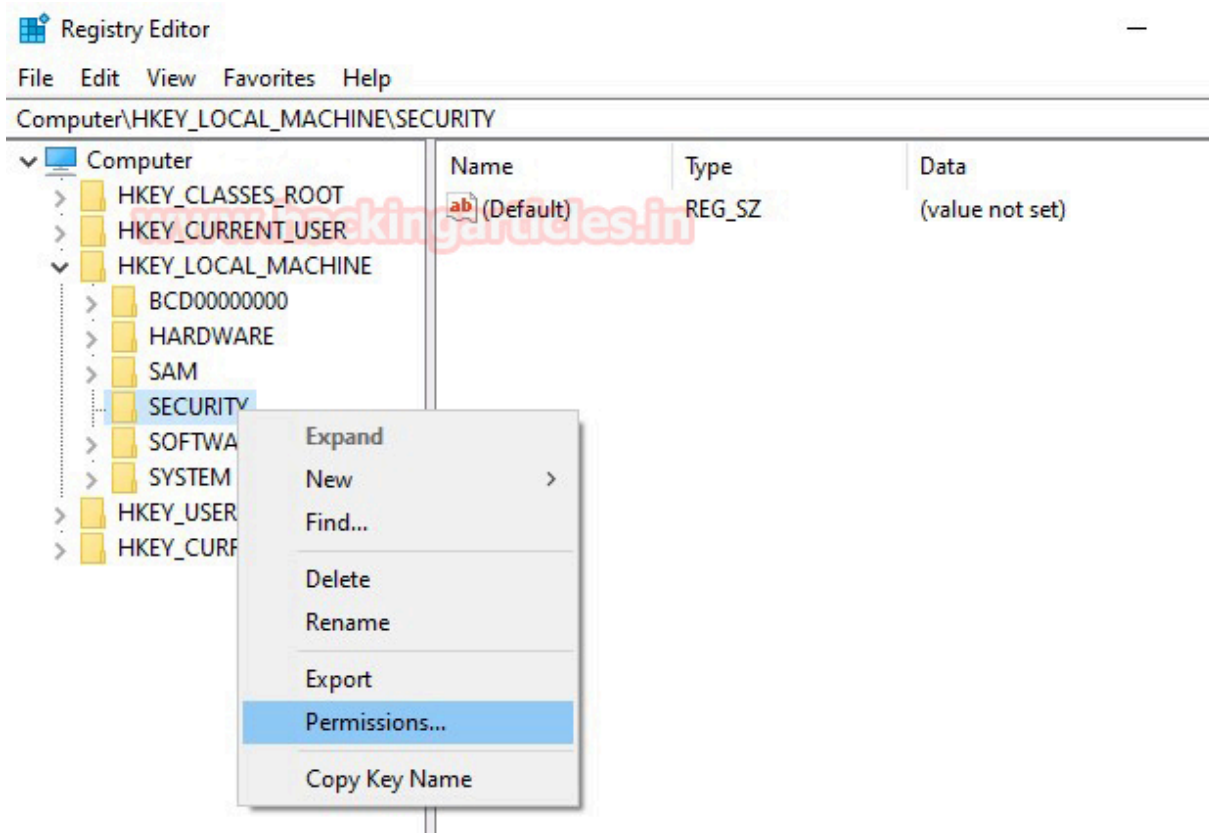 Registry Editor
File Edit View Favorites Help
Computer\HKEY_LOCAL_MACHINE\SECURITY
Computer
HKEY_CLASSES_ROOT
HKEY_CURRENT_USER
HKEY_LOCAL_MACHINE
BCD00000000
HARDWARE
SAM
SECURITY
SOFTWA
SYSTEM
HKEY_USER
HKEY_CURR
Name Type Data
ab (Default) REG_SZ (value not set)
www.hackingarticles.in
Expand
New
Find...
Delete
Rename
Export
Permissions...
Copy Key Name